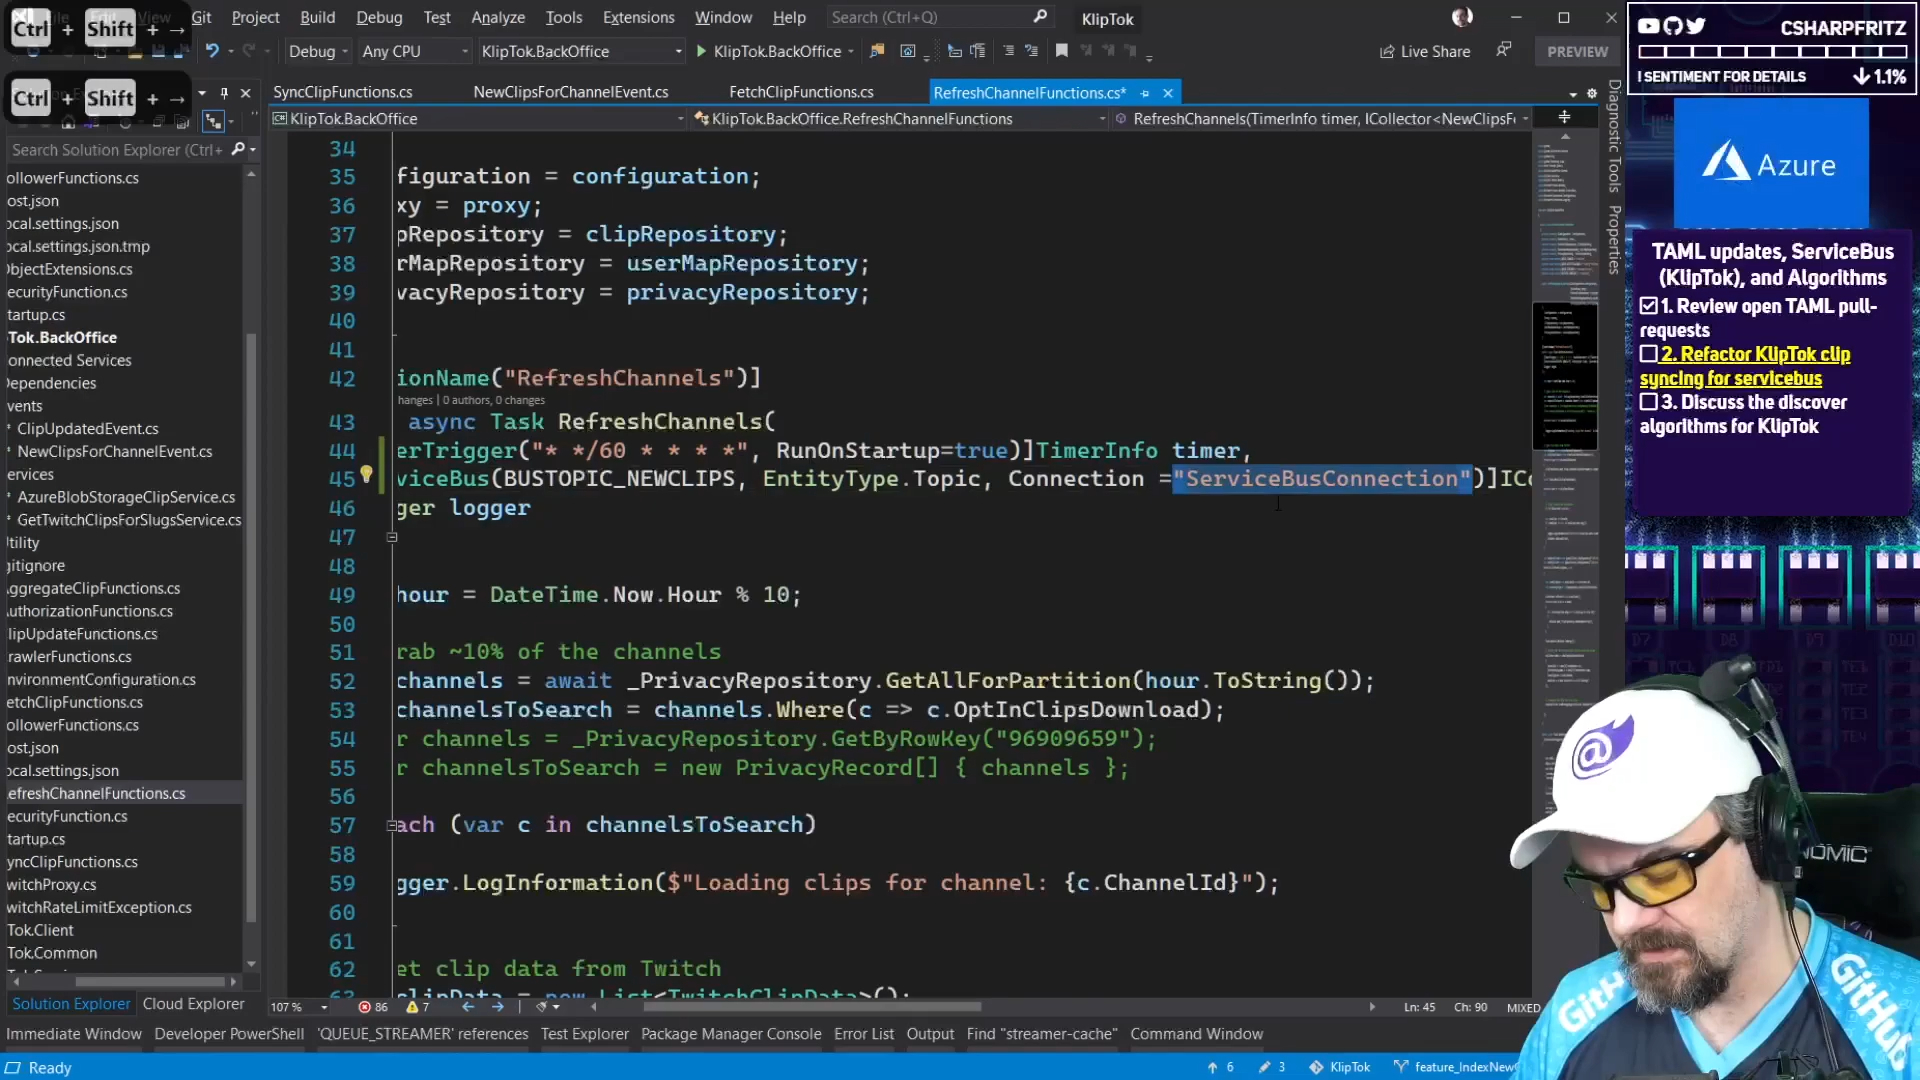 Ctrl + Shift + →
Ctrl + Shift + →
Git Project Build Debug Test Analyze Tools Extensions Window Help Search (Ctrl+Q) KlipTok
Debug Any CPU KlipTok.BackOffice KlipTok.BackOffice Live Share PREVIEW
SyncClipFunctions.cs NewClipsForChannelEvent.cs FetchClipFunctions.cs RefreshChannelFunctions.cs*
KlipTok.BackOffice KlipTok.BackOffice.RefreshChannelFunctions RefreshChannels(TimerInfo timer, ICollector<NewClipsF
Search Solution Explorer (Ctrl+
ollowerFunctions.cs
ost.json
ocal.settings.json
ocal.settings.json.tmp
ObjectExtensions.cs
ecurityFunction.cs
tartup.cs
Tok.BackOffice
onnected Services
ependencies
vents
ClipUpdatedEvent.cs
NewClipsForChannelEvent.cs
ervices
AzureBlobStorageClipService.cs
GetTwitchClipsForSlugsService.cs
tility
gitignore
ggregateClipFunctions.cs
uthorizationFunctions.cs
lipUpdateFunctions.cs
rawlerFunctions.cs
nvironmentConfiguration.cs
etchClipFunctions.cs
ollowerFunctions.cs
ost.json
ocal.settings.json
efreshChannelFunctions.cs
ecurityFunction.cs
tartup.cs
yncClipFunctions.cs
witchProxy.cs
witchRateLimitException.cs
Tok.Client
Tok.Common
Solution Explorer Cloud Explorer
34
35 figuration = configuration;
36 xy = proxy;
37 pRepository = clipRepository;
38 rMapRepository = userMapRepository;
39 vacyRepository = privacyRepository;
40
41
42 ionName("RefreshChannels")]
changes | 0 authors, 0 changes
43 async Task RefreshChannels(
44 erTrigger("* */60 * * * *", RunOnStartup=true)]TimerInfo timer,
45 viceBus(BUSTOPIC_NEWCLIPS, EntityType.Topic, Connection ="ServiceBusConnection")]ICo
46 ger logger
47
48
49 hour = DateTime.Now.Hour % 10;
50
51 rab ~10% of the channels
52 channels = await _PrivacyRepository.GetAllForPartition(hour.ToString());
53 channelsToSearch = channels.Where(c => c.OptInClipsDownload);
54 r channels = _PrivacyRepository.GetByRowKey("96909659");
55 r channelsToSearch = new PrivacyRecord[] { channels };
56
57 ach (var c in channelsToSearch)
58
59 gger.LogInformation($"Loading clips for channel: {c.ChannelId}");
60
61
62 et clip data from Twitch
63 clipData = new List<TwitchClipData>();
107 % 86 7 Ln: 45 Ch: 90 MIXED
Immediate Window Developer PowerShell 'QUEUE_STREAMER' references Test Explorer Package Manager Console Error List Output Find "streamer-cache" Command Window
Ready 6 3 KlipTok feature_IndexNewC
Diagnostic Tools
Properties
CSHARPFRITZ
! SENTIMENT FOR DETAILS ↓ 1.1%
Azure
TAML updates, ServiceBus
(KlipTok), and Algorithms
1. Review open TAML pull-
requests
2. Refactor KlipTok clip
syncing for servicebus
3. Discuss the discover
algorithms for KlipTok
NOMIC
GitHub
GitHub